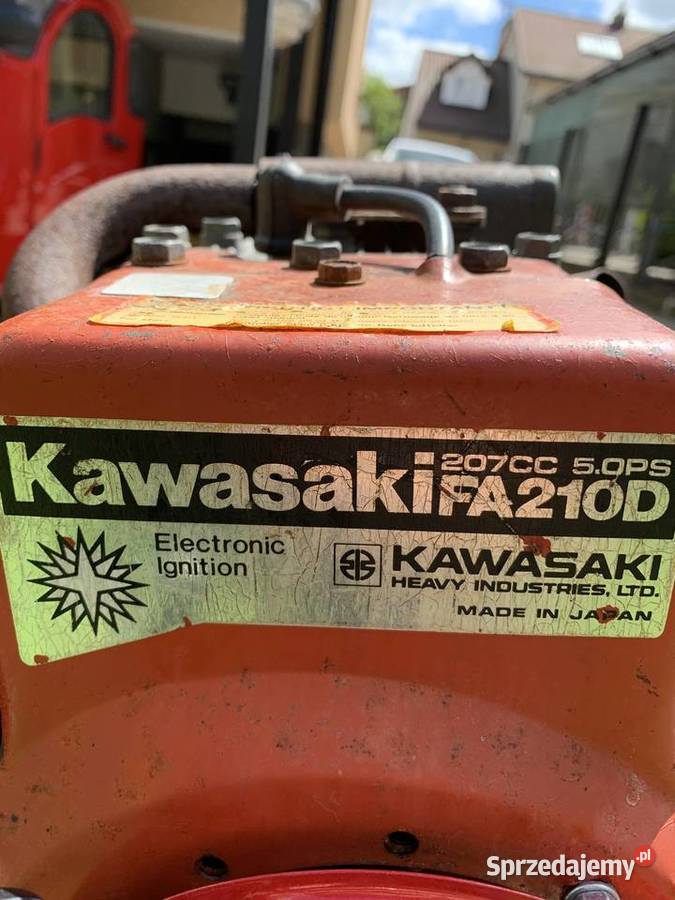 Kawasaki
207CC 5.0PS
FA210D
Electronic
Ignition
KAWASAKI
HEAVY INDUSTRIES, LTD.
MADE IN JAPAN
Sprzedajemy.pl